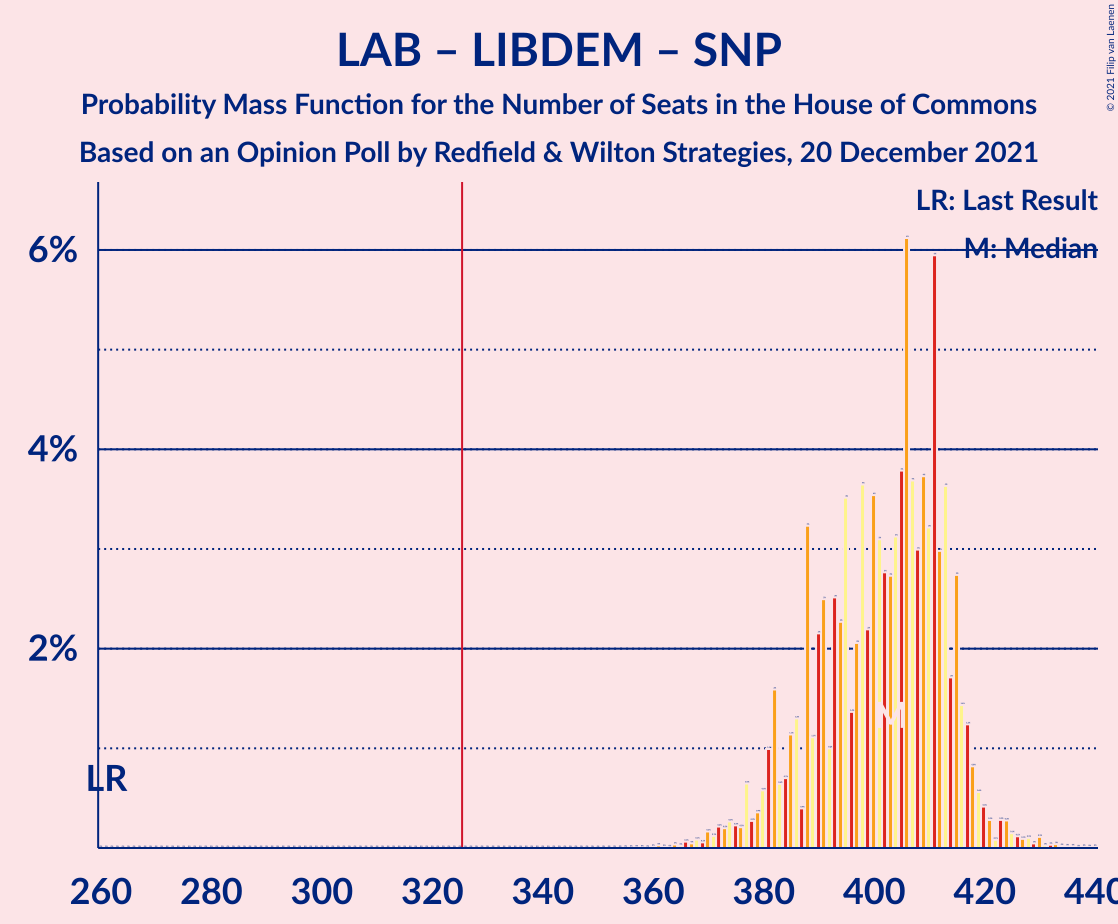 LAB – LIBDEM – SNP
Probability Mass Function for the Number of Seats in the House of Commons
Based on an Opinion Poll by Redfield & Wilton Strategies, 20 December 2021
© 2021 Filip van Laenen
LR: Last Result
M: Median
6%
4%
2%
M
LR
260 280 300 320 340 360 380 400 420 440